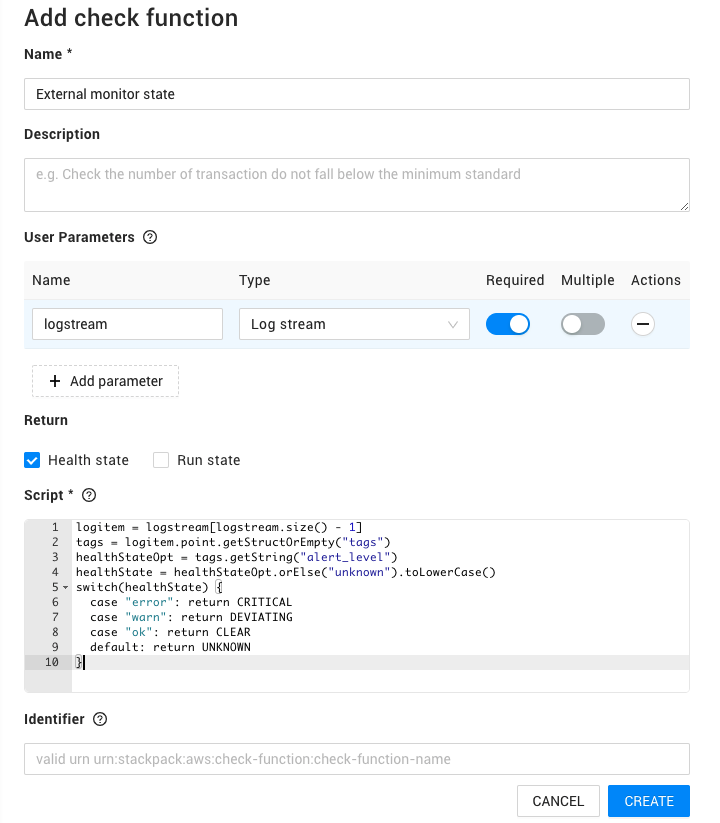 Add check function
Name *
External monitor state
Description
e.g. Check the number of transaction do not fall below the minimum standard
User Parameters ?
Name Type Required Multiple Actions
logstream Log stream
+ Add parameter
Return
Health state Run state
Script * ?
1 logitem = logstream[logstream.size() - 1]
2 tags = logitem.point.getStructOrEmpty("tags")
3 healthStateOpt = tags.getString("alert_level")
4 healthState = healthStateOpt.orElse("unknown").toLowerCase()
5 switch(healthState) {
6 case "error": return CRITICAL
7 case "warn": return DEVIATING
8 case "ok": return CLEAR
9 default: return UNKNOWN
10 }
Identifier ?
valid urn urn:stackpack:aws:check-function:check-function-name
CANCEL CREATE